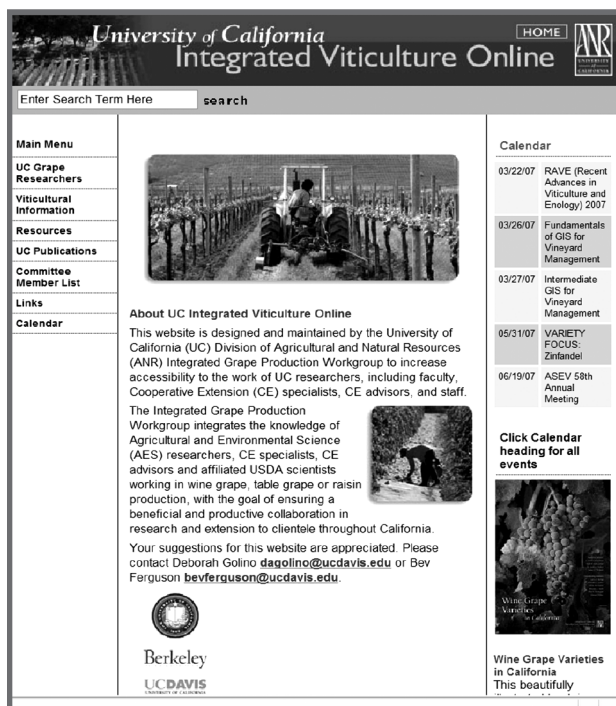 University of California
Integrated Viticulture Online
HOME
ANR
UNIVERSITY
of
CALIFORNIA
Enter Search Term Here
search
Main Menu
UC Grape
Researchers
Viticultural
Information
Resources
UC Publications
Committee
Member List
Links
Calendar
About UC Integrated Viticulture Online
This website is designed and maintained by the University of
California (UC) Division of Agricultural and Natural Resources
(ANR) Integrated Grape Production Workgroup to increase
accessibility to the work of UC researchers, including faculty,
Cooperative Extension (CE) specialists, CE advisors, and staff.
The Integrated Grape Production
Workgroup integrates the knowledge of
Agricultural and Environmental Science
(AES) researchers, CE specialists, CE
advisors and affiliated USDA scientists
working in wine grape, table grape or raisin
production, with the goal of ensuring a
beneficial and productive collaboration in
research and extension to clientele throughout California.
Your suggestions for this website are appreciated. Please
contact Deborah Golino dagolino@ucdavis.edu or Bev
Ferguson bevferguson@ucdavis.edu.
Berkeley
UCDAVIS
UNIVERSITY OF CALIFORNIA
Calendar
03/22/07 RAVE (Recent
Advances in
Viticulture and
Enology) 2007
03/26/07 Fundamentals
of GIS for
Vineyard
Management
03/27/07 Intermediate
GIS for
Vineyard
Management
05/31/07 VARIETY
FOCUS:
Zinfandel
06/19/07 ASEV 58th
Annual
Meeting
Click Calendar
heading for all
events
Wine Grape
Varieties
in California
Wine Grape Varieties
in California
This beautifully